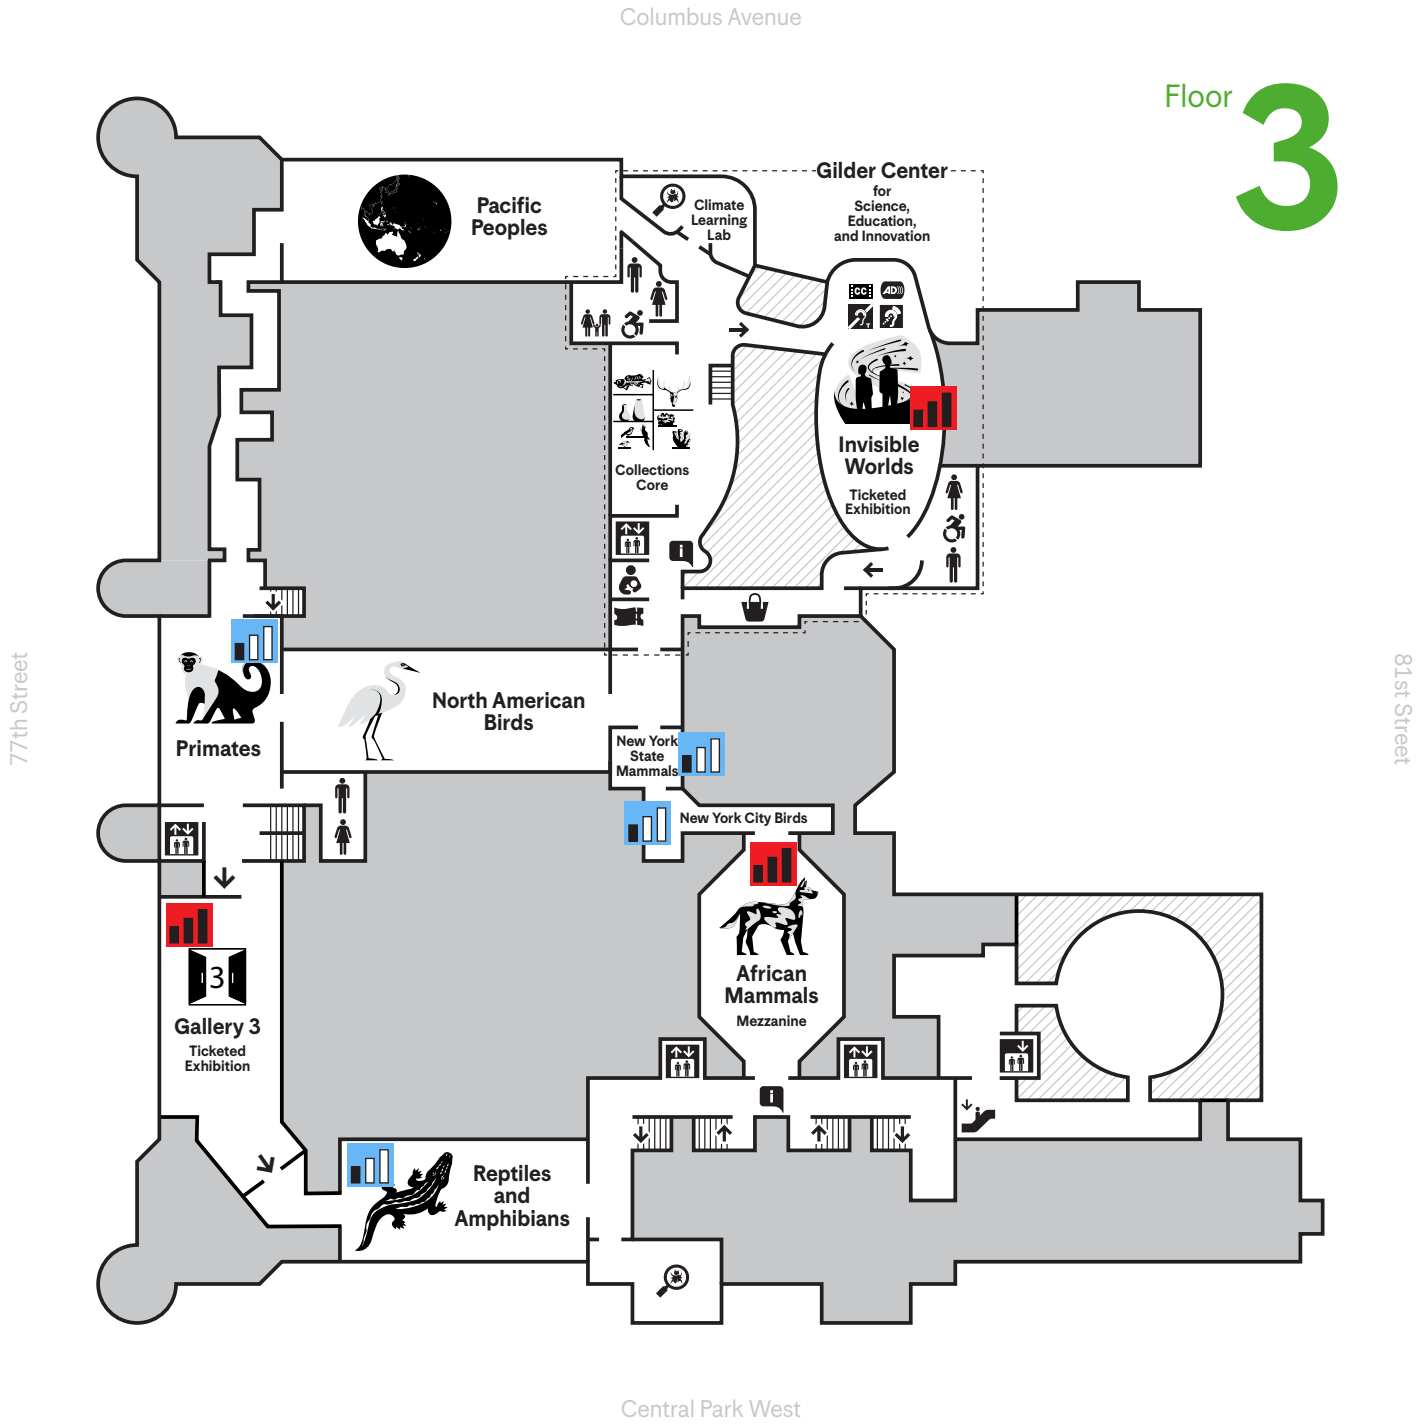 Columbus Avenue
Floor
3
Gilder Center
for
Science,
Education,
and Innovation
Pacific
Peoples
Climate
Learning
Lab
CC
AD
Invisible
Worlds
Ticketed
Exhibition
Collections
Core
i
77th Street
81st Street
Primates
North American
Birds
New York
State
Mammals
New York City Birds
African
Mammals
Mezzanine
3
Gallery 3
Ticketed
Exhibition
i
Reptiles
and
Amphibians
Central Park West